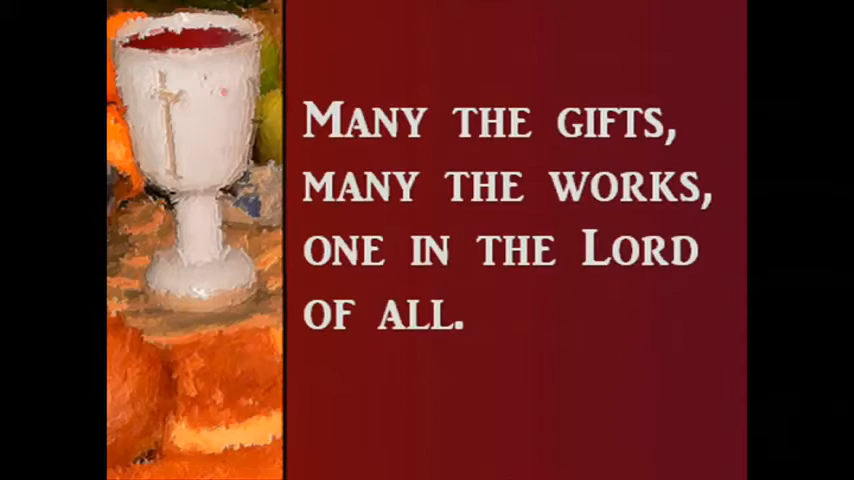 Many the gifts,
many the works,
one in the Lord
of all.